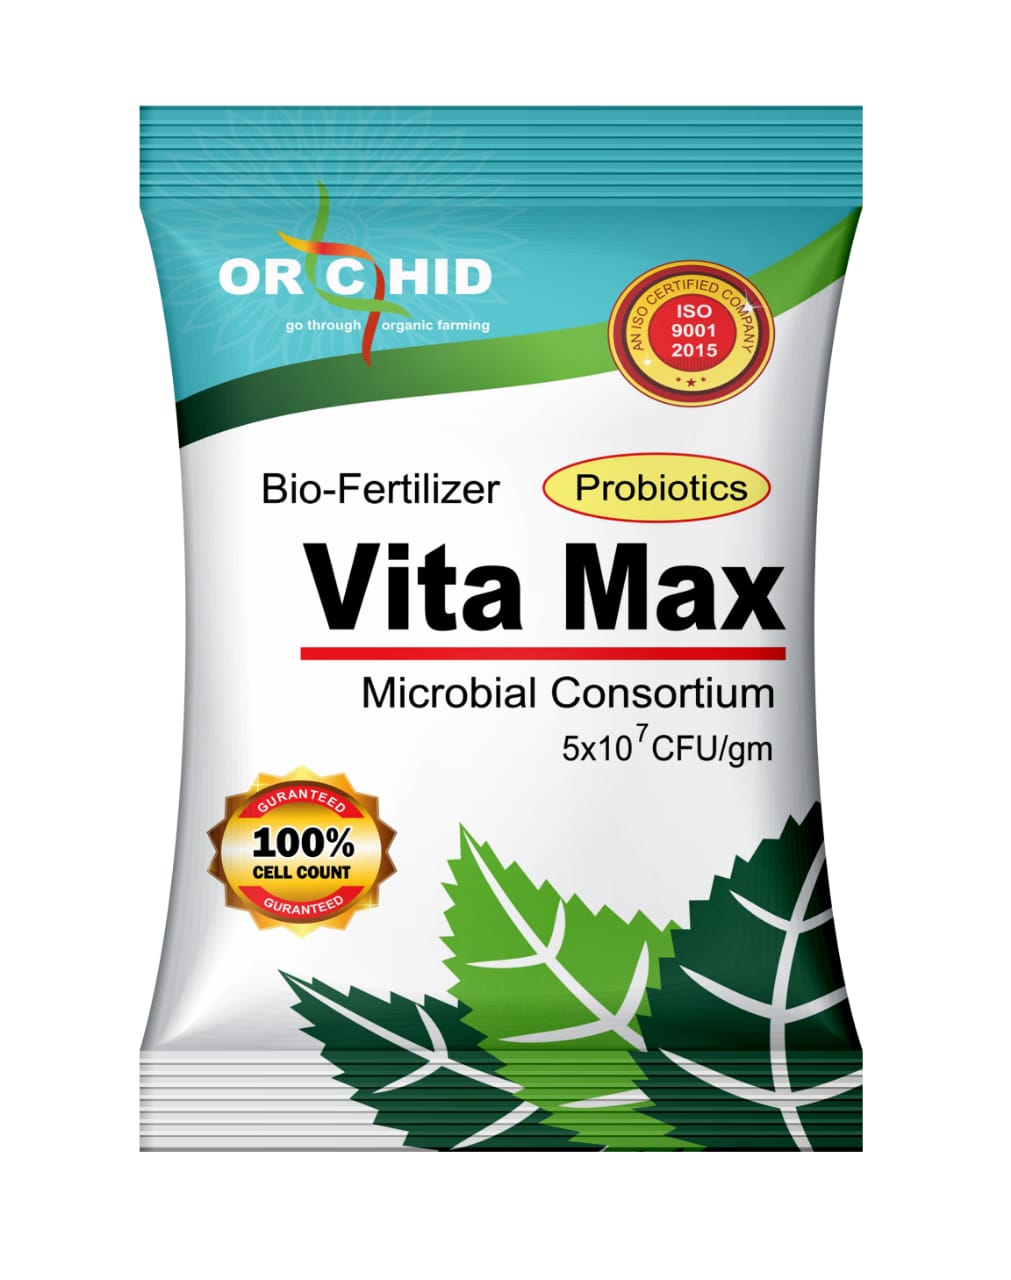 ORCHID
go through organic farming
AN ISO CERTIFIED COMPANY
ISO
9001
2015
Bio-Fertilizer
Probiotics
Vita Max
Microbial Consortium
5x10⁷ CFU/gm
GURANTEED
100%
CELL COUNT
GURANTEED